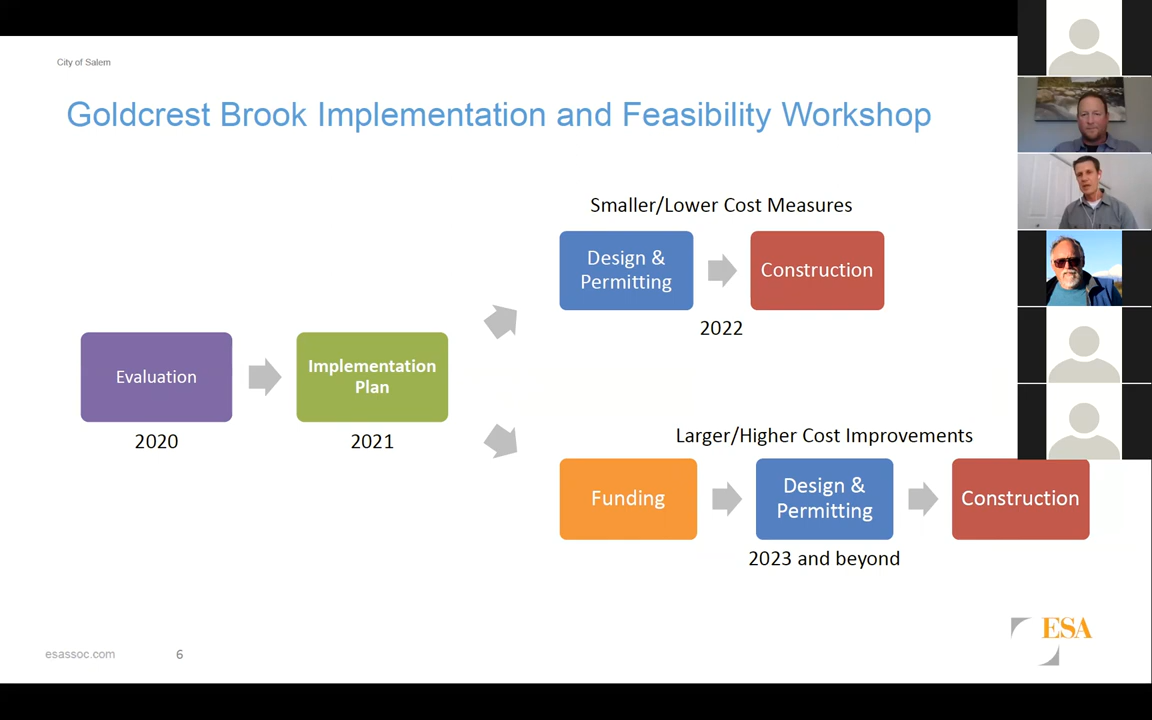 City of Salem
Goldcrest Brook Implementation and Feasibility Workshop
Smaller/Lower Cost Measures
Design &
Permitting
Construction
2022
Evaluation
2020
Implementation
Plan
2021
Larger/Higher Cost Improvements
Funding
Design &
Permitting
Construction
2023 and beyond
esassoc.com
6
ESA